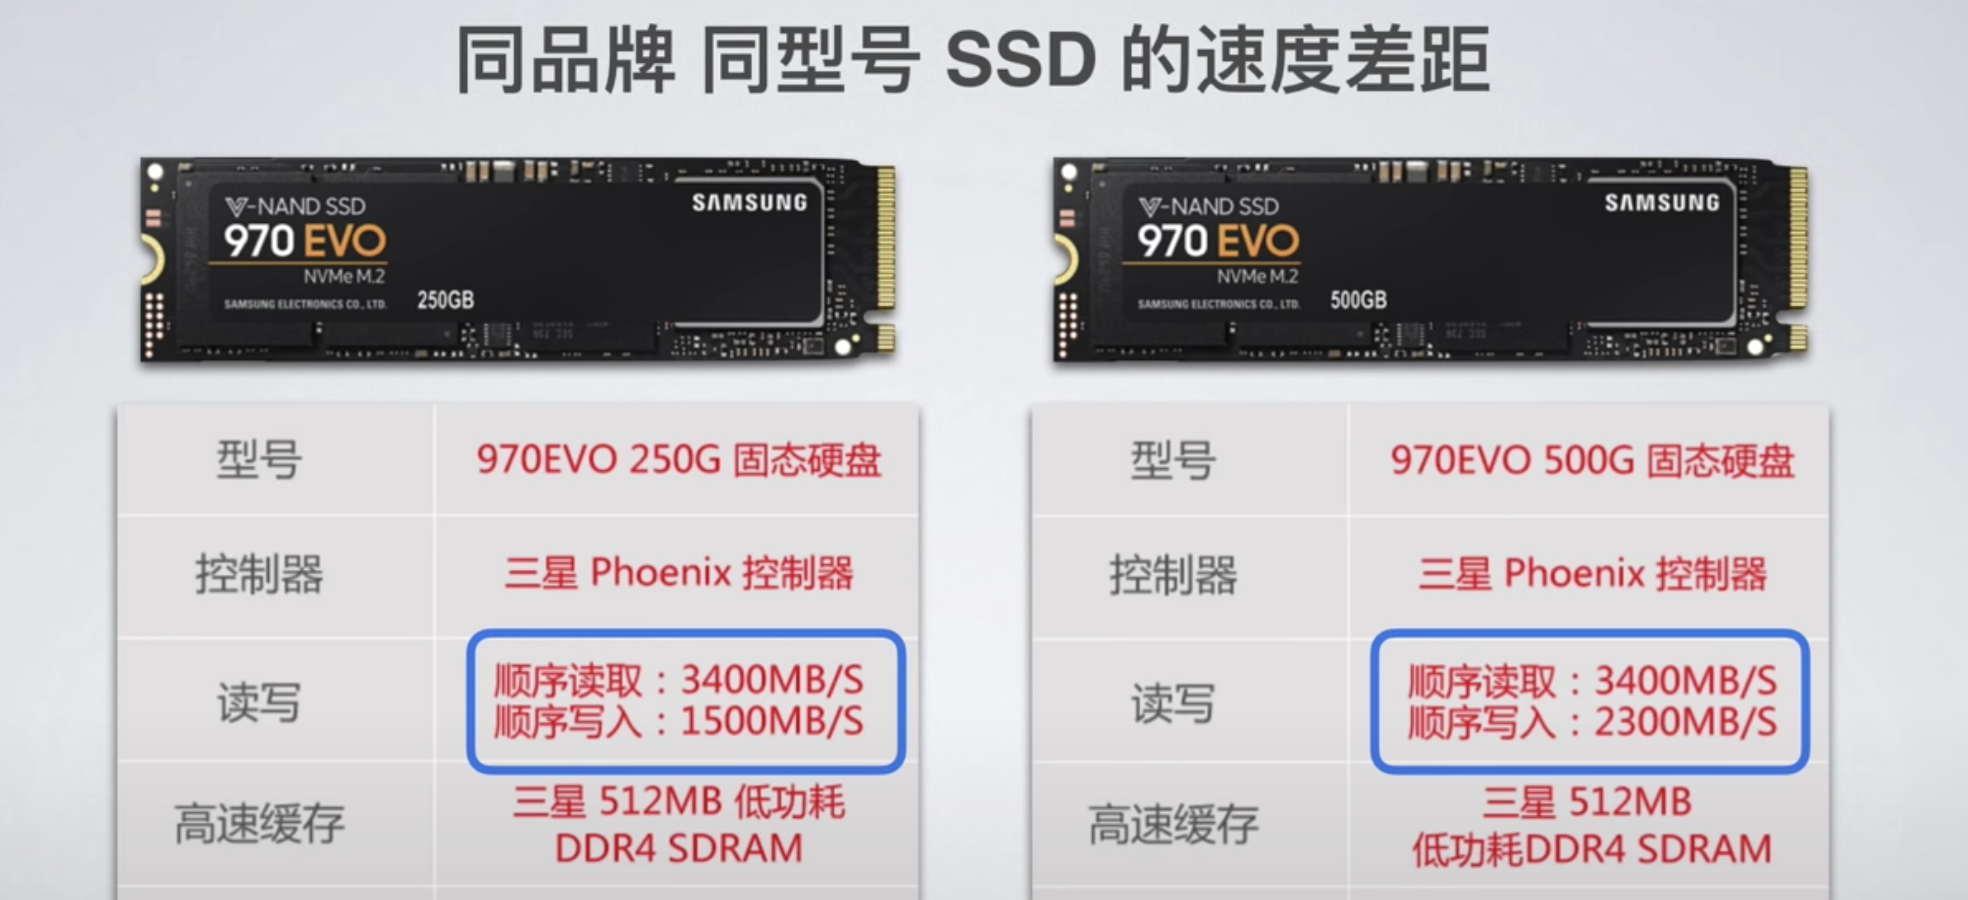 同品牌 同型号 SSD 的速度差距
V-NAND SSD
970 EVO
NVMe M.2
SAMSUNG ELECTRONICS CO., LTD.
250GB
SAMSUNG
V-NAND SSD
970 EVO
NVMe M.2
SAMSUNG ELECTRONICS CO., LTD.
500GB
SAMSUNG
型号
970EVO 250G 固态硬盘
控制器
三星 Phoenix 控制器
读写
顺序读取：3400MB/S
顺序写入：1500MB/S
高速缓存
三星 512MB 低功耗
DDR4 SDRAM
型号
970EVO 500G 固态硬盘
控制器
三星 Phoenix 控制器
读写
顺序读取：3400MB/S
顺序写入：2300MB/S
高速缓存
三星 512MB
低功耗DDR4 SDRAM